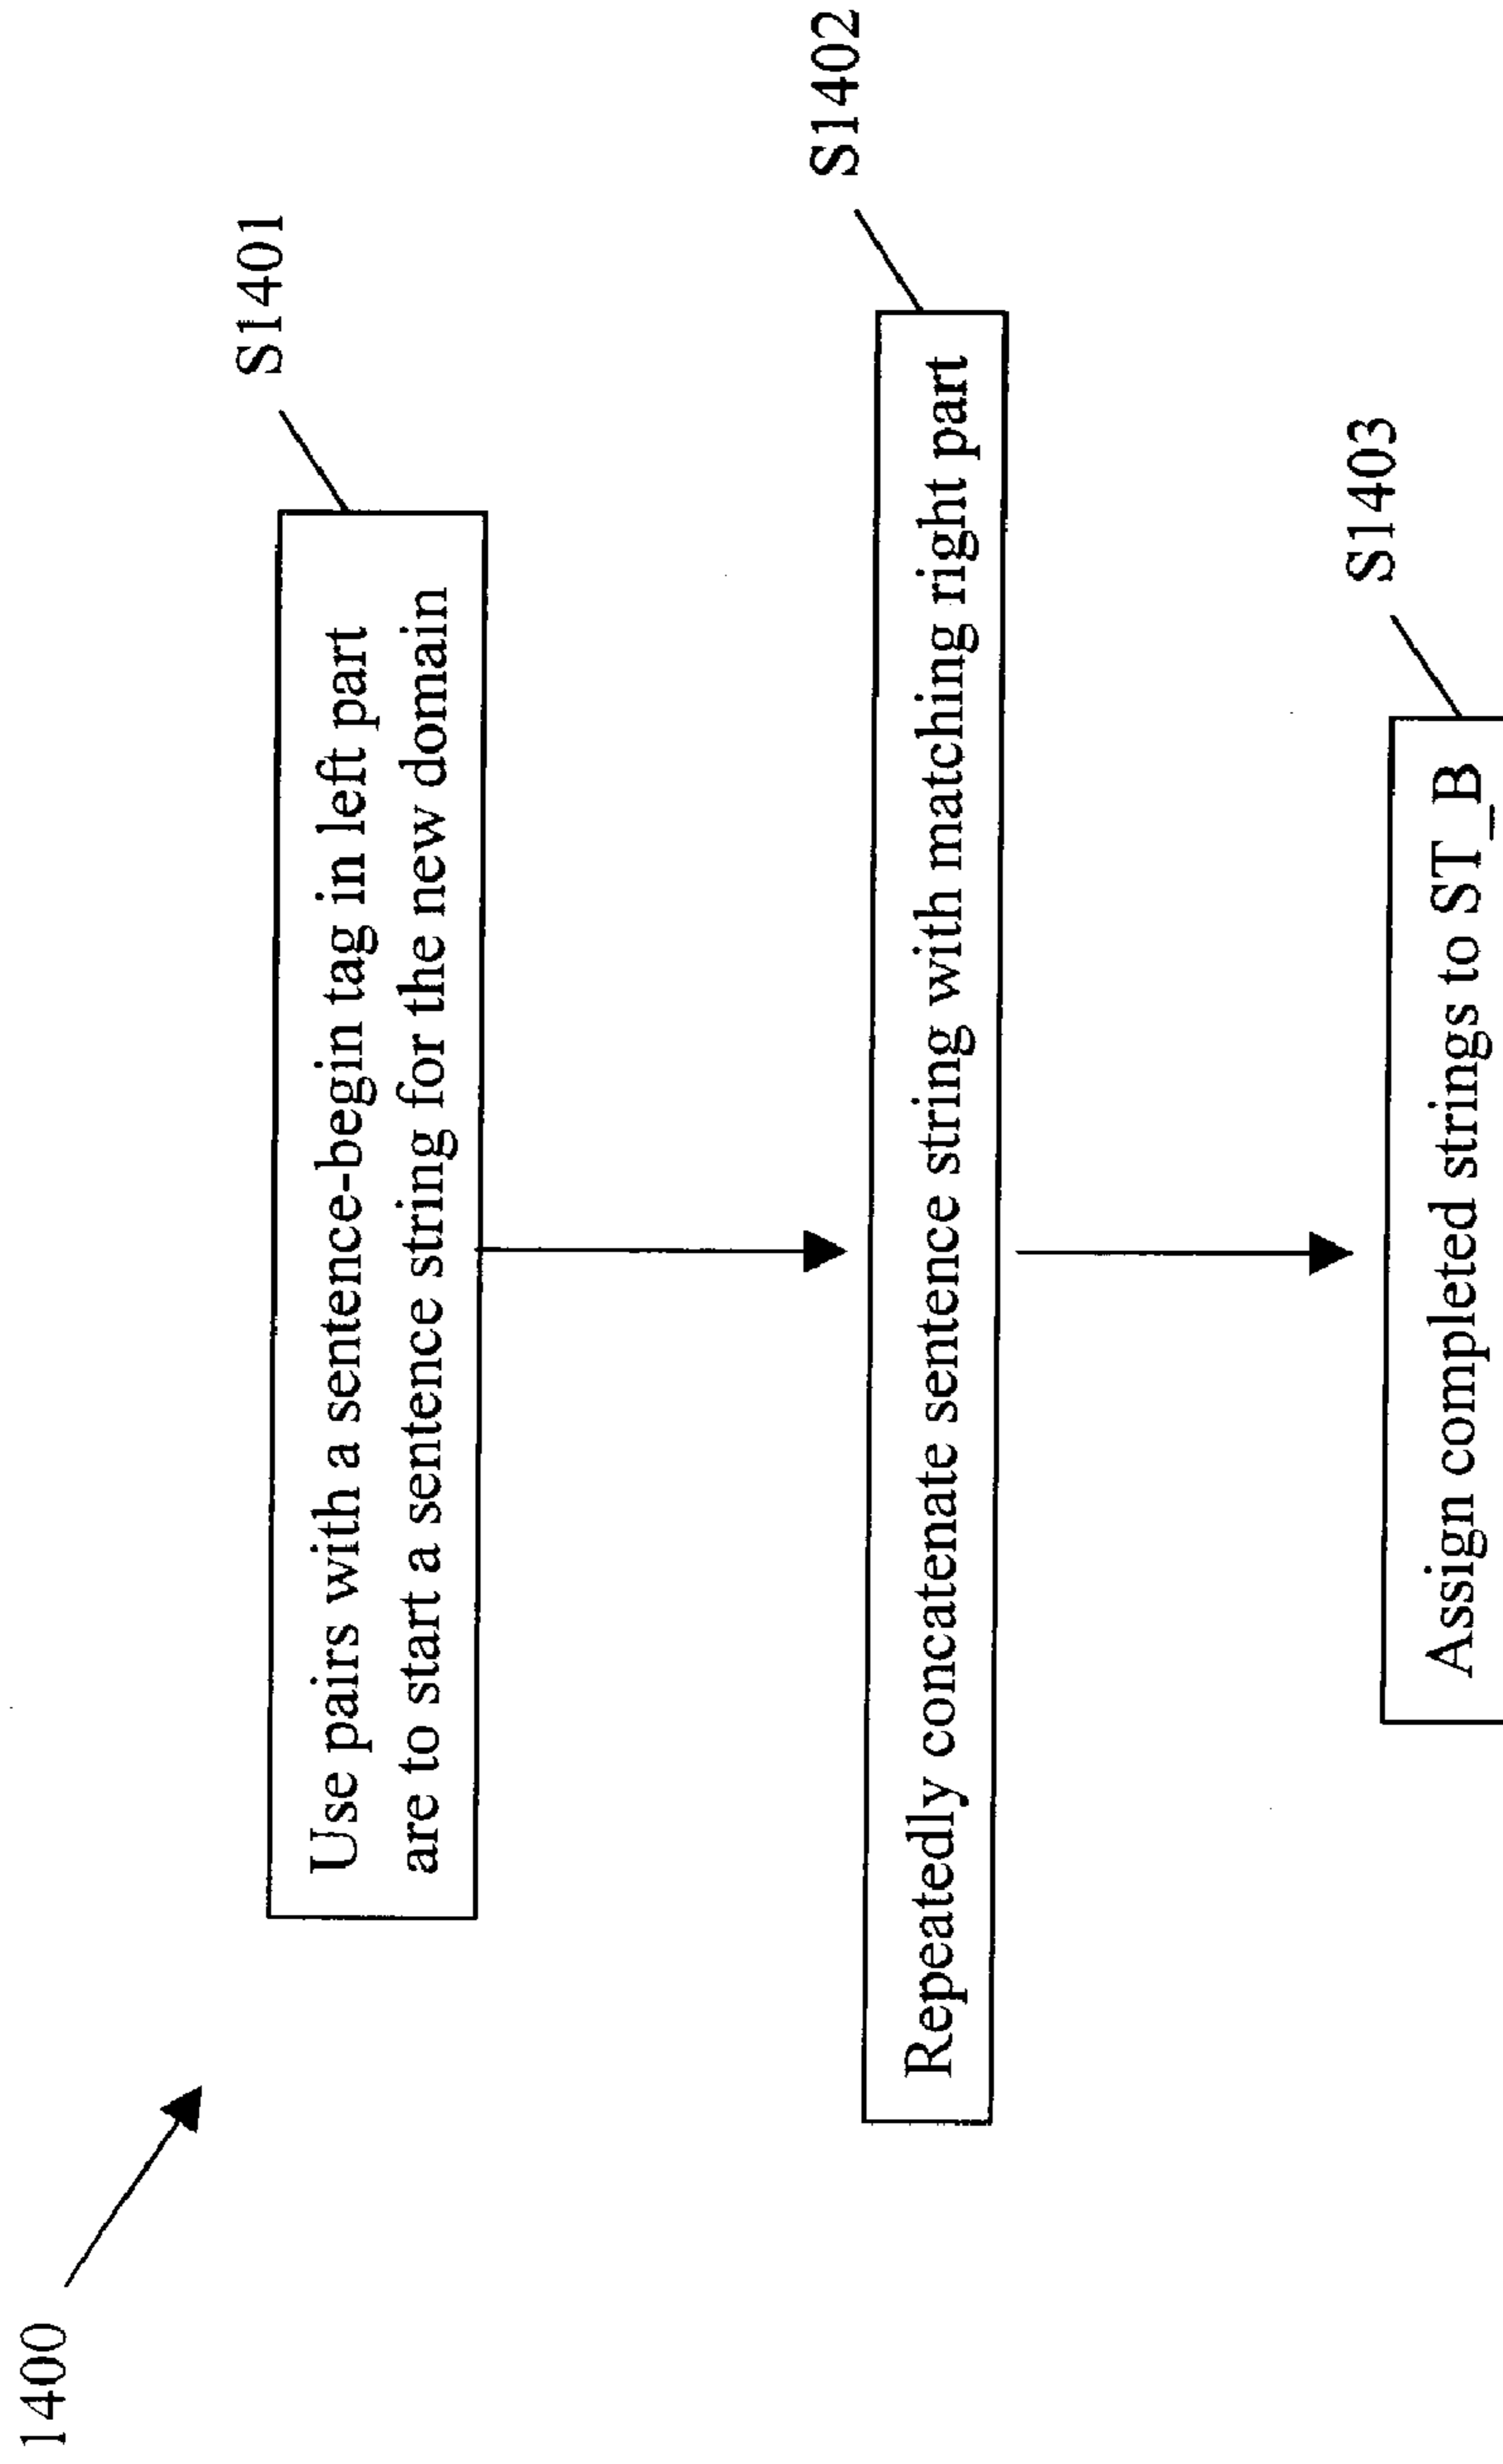 1400
S1401
Use pairs with a sentence-begin tag in left part
are to start a sentence string for the new domain
S1402
Repeatedly concatenate sentence string with matching right part
S1403
Assign completed strings to ST_B